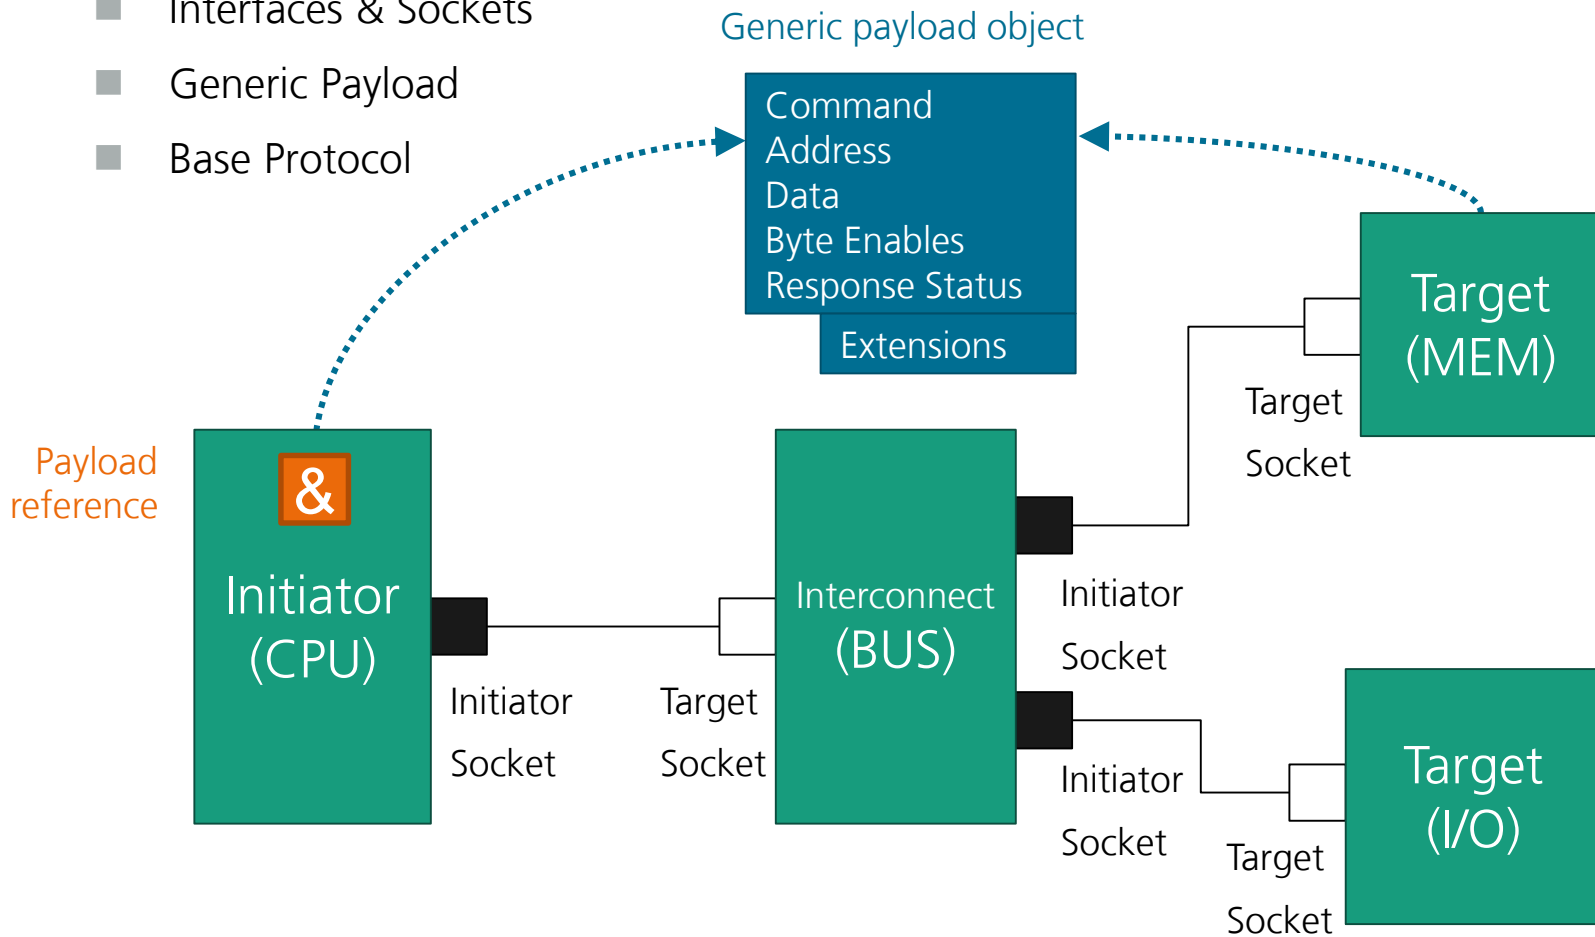 Interfaces & Sockets
Generic Payload
Base Protocol
Generic payload object
Command
Address
Data
Byte Enables
Response Status
Extensions
Target
(MEM)
Target
Socket
Payload
reference
&
Initiator
(CPU)
Initiator
Socket
Target
Socket
Interconnect
(BUS)
Initiator
Socket
Initiator
Socket
Target
(I/O)
Target
Socket